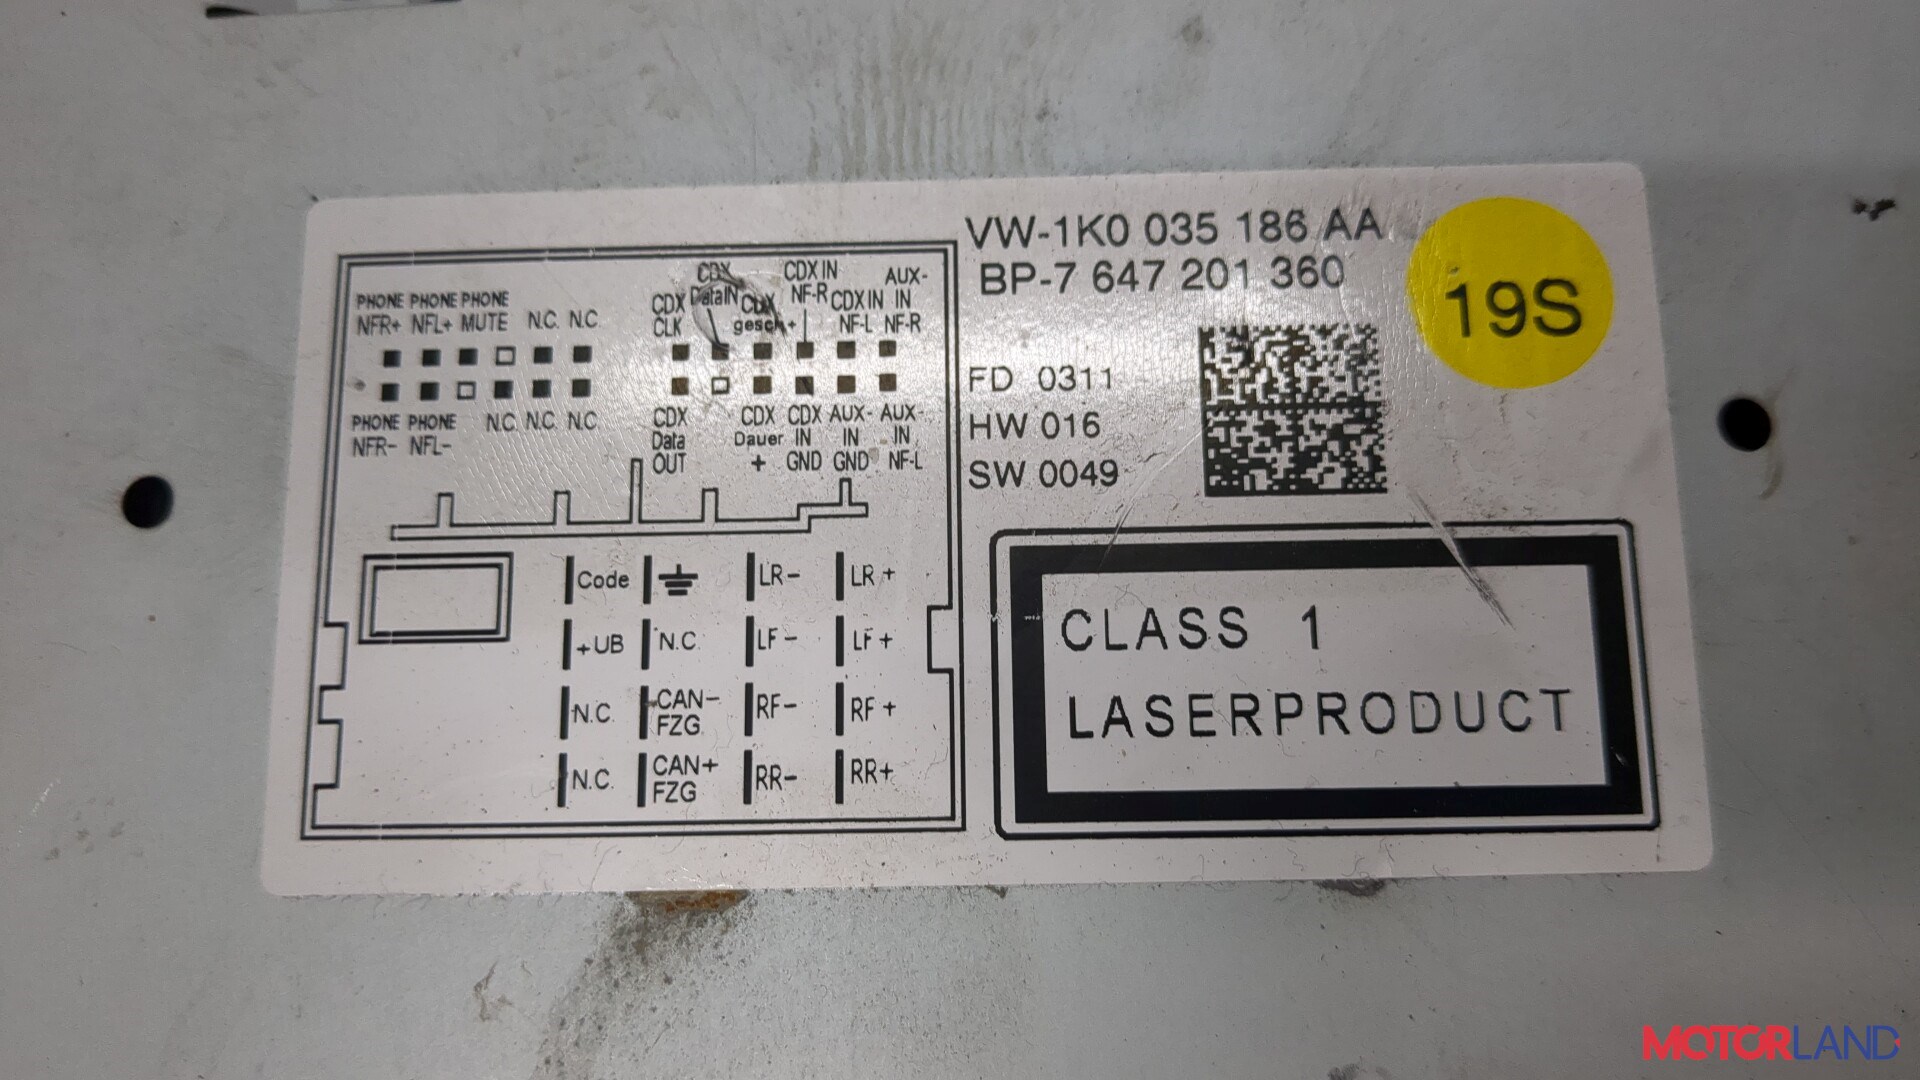 VW-1K0 035 186 AA
BP-7 647 201 360
19S
FD 0311
HW 016
SW 0049
CLASS 1
LASERPRODUCT
PHONE NFR+
PHONE NFL+
PHONE MUTE
N.C.
N.C.
CDX CLK
CDX Data IN
CDX gesch+
CDX IN NF-R
CDX IN NF-L
AUX-IN NF-R
PHONE NFR-
PHONE NFL-
N.C.
N.C.
N.C.
CDX Data OUT
CDX Dauer +
CDX IN GND
AUX-IN GND
AUX-IN NF-L
Code LR- LR+
+UB N.C. LF- LF+
N.C. CAN- FZG. RF- RF+
N.C. CAN+ FZG RR- RR+
MOTORLAND